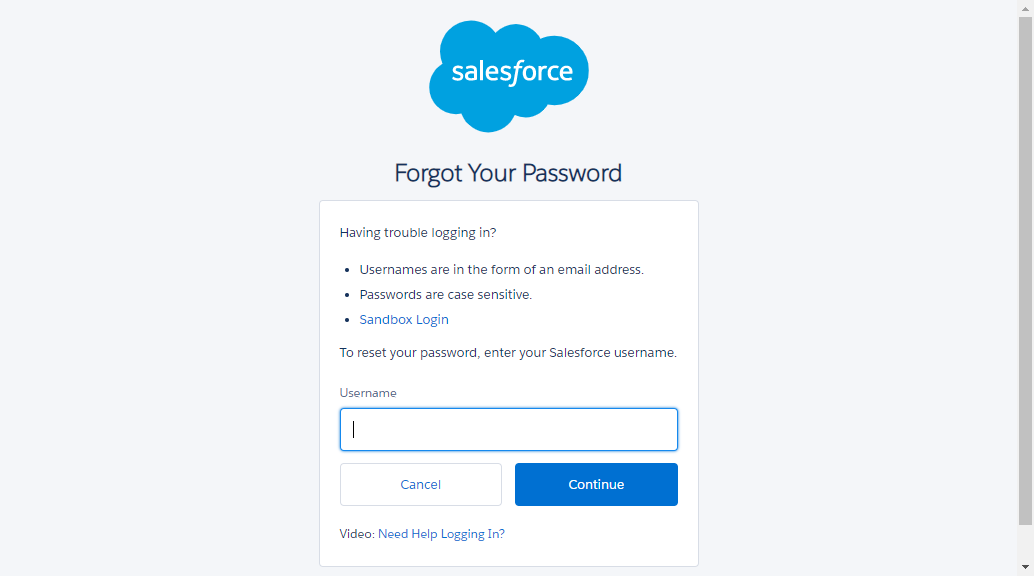 salesforce
Forgot Your Password
Having trouble logging in?
• Usernames are in the form of an email address.
• Passwords are case sensitive.
• Sandbox Login
To reset your password, enter your Salesforce username.
Username
Cancel Continue
Video: Need Help Logging In?